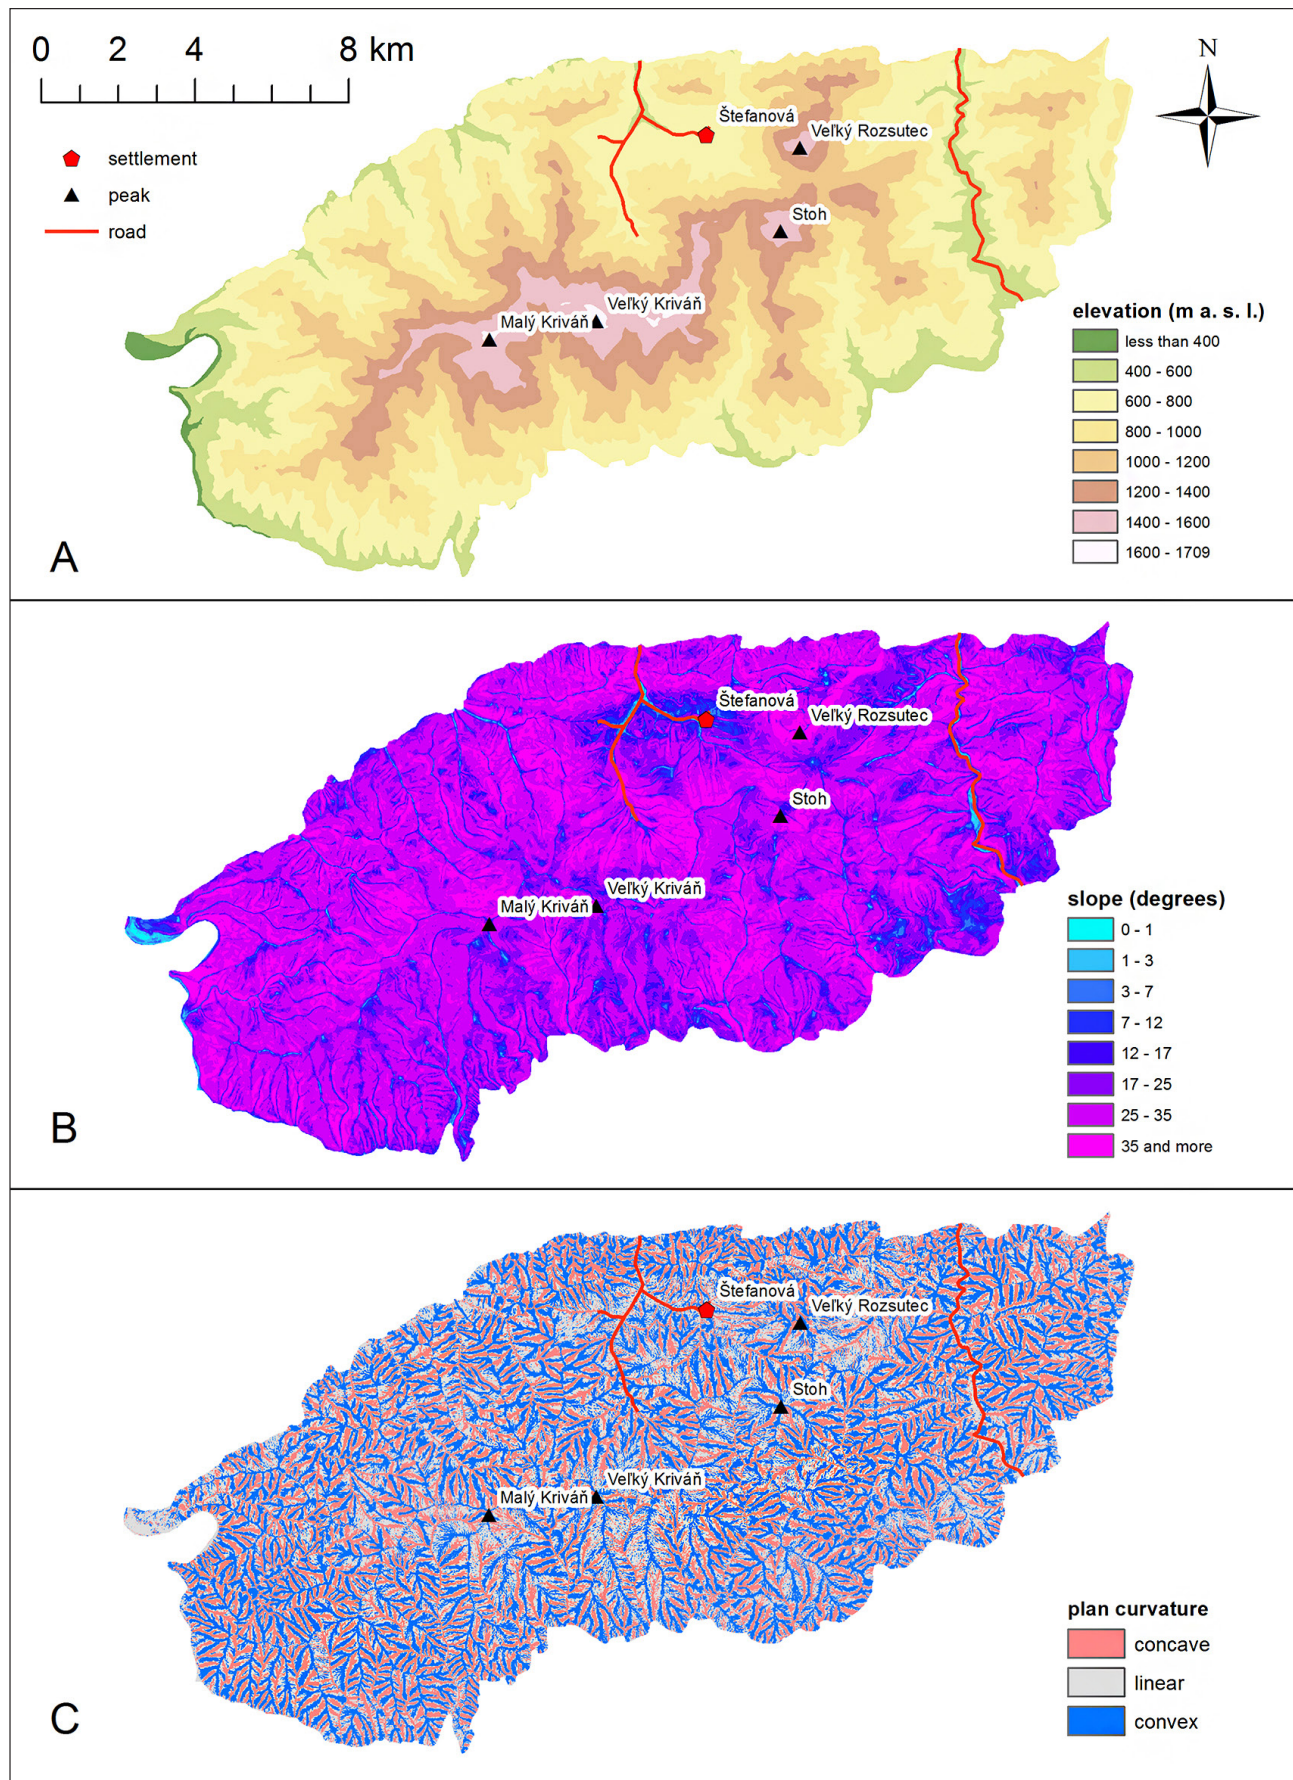 0 2 4 8 km
N
settlement
peak
road
Štefanová
Veľký Rozsutec
Stoh
Veľký Kriváň
Malý Kriváň
elevation (m a. s. l.)
less than 400
400 - 600
600 - 800
800 - 1000
1000 - 1200
1200 - 1400
1400 - 1600
1600 - 1709
A
Štefanová
Veľký Rozsutec
Stoh
Veľký Kriváň
Malý Kriváň
slope (degrees)
0 - 1
1 - 3
3 - 7
7 - 12
12 - 17
17 - 25
25 - 35
35 and more
B
Štefanová
Veľký Rozsutec
Stoh
Veľký Kriváň
Malý Kriváň
plan curvature
concave
linear
convex
C